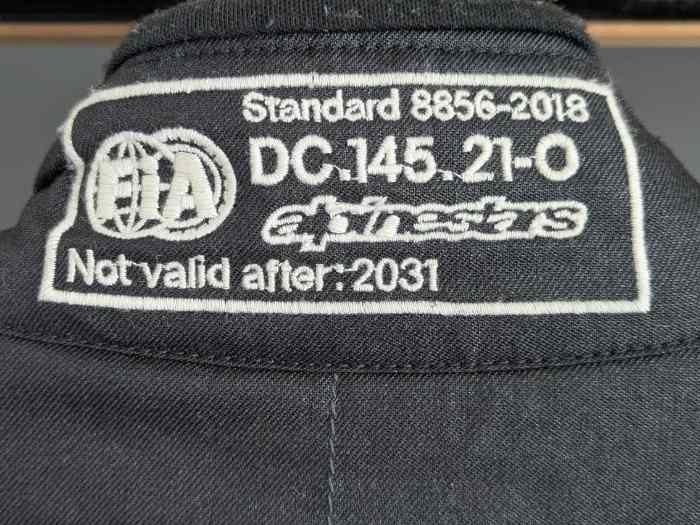 Standard 8856-2018
FIA
DC.145.21-O
alpinestars
Not valid after:2031